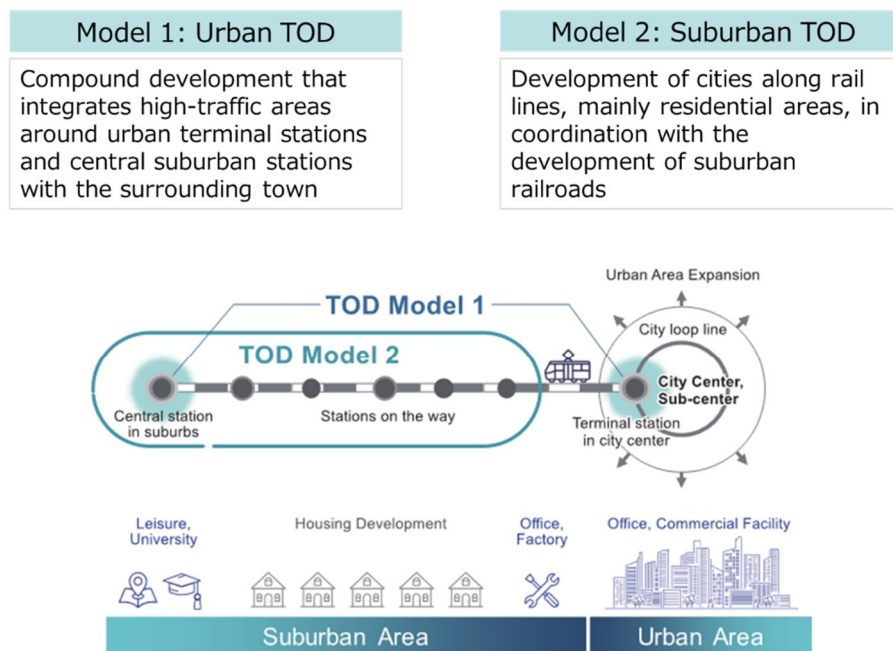 Model 1: Urban TOD
Compound development that
integrates high-traffic areas
around urban terminal stations
and central suburban stations
with the surrounding town
Model 2: Suburban TOD
Development of cities along rail
lines, mainly residential areas, in
coordination with the
development of suburban
railroads
Urban Area Expansion
TOD Model 1
City loop line
TOD Model 2
City Center,
Sub-center
Central station
in suburbs
Stations on the way
Terminal station
in city center
Leisure,
University
Housing Development
Office,
Factory
Office, Commercial Facility
Suburban Area
Urban Area